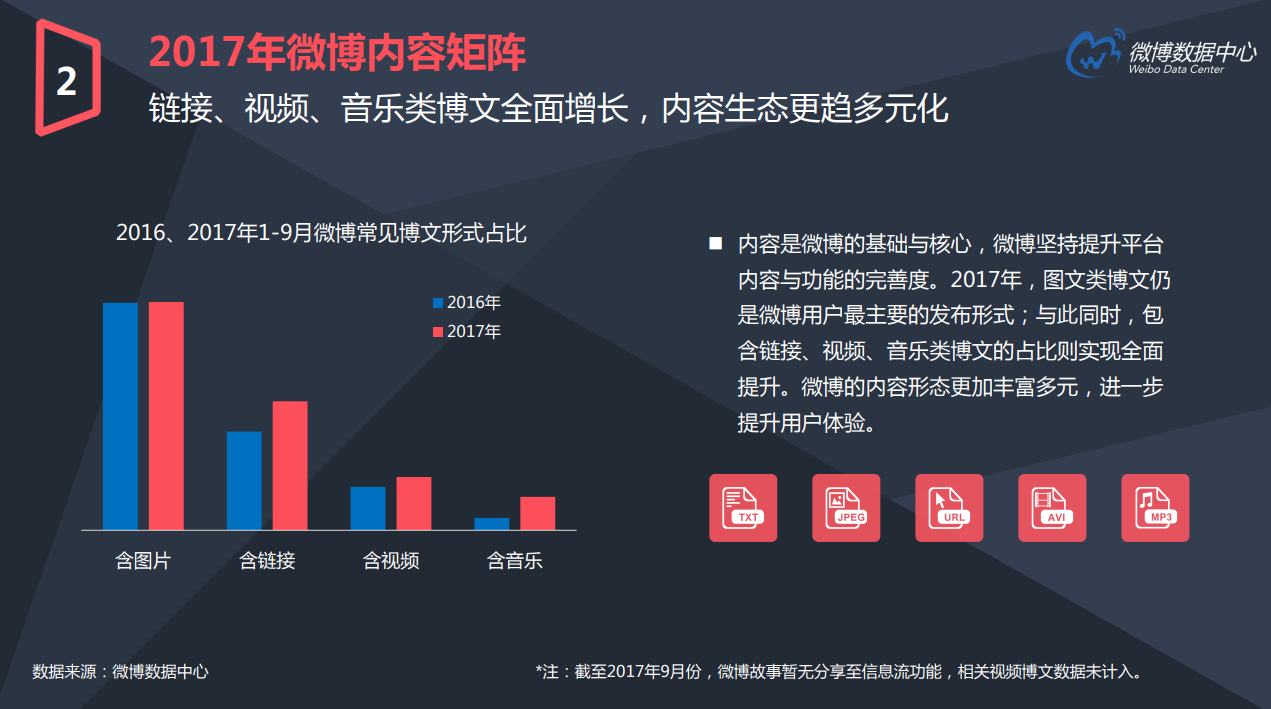 2
2017年微博内容矩阵
链接、视频、音乐类博文全面增长，内容生态更趋多元化
微博数据中心
Weibo Data Center
2016、2017年1-9月微博常见博文形式占比
2016年
2017年
含图片
含链接
含视频
含音乐
■ 内容是微博的基础与核心，微博坚持提升平台
内容与功能的完善度。2017年，图文类博文仍
是微博用户最主要的发布形式；与此同时，包
含链接、视频、音乐类博文的占比则实现全面
提升。微博的内容形态更加丰富多元，进一步
提升用户体验。
TXT
JPEG
URL
AVI
MP3
数据来源：微博数据中心
*注：截至2017年9月份，微博故事暂无分享至信息流功能，相关视频博文数据未计入。